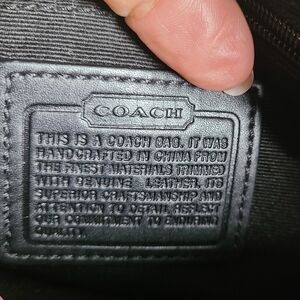 COACH
THIS IS A COACH BAG. IT WAS
HANDCRAFTED IN CHINA FROM
THE FINEST MATERIALS TRIMMED
WITH GENUINE LEATHER. ITS
SUPERIOR CRAFTSMANSHIP AND
ATTENTION TO DETAIL REFLECT
OUR COMMITMENT TO ENDURING
QUALITY.